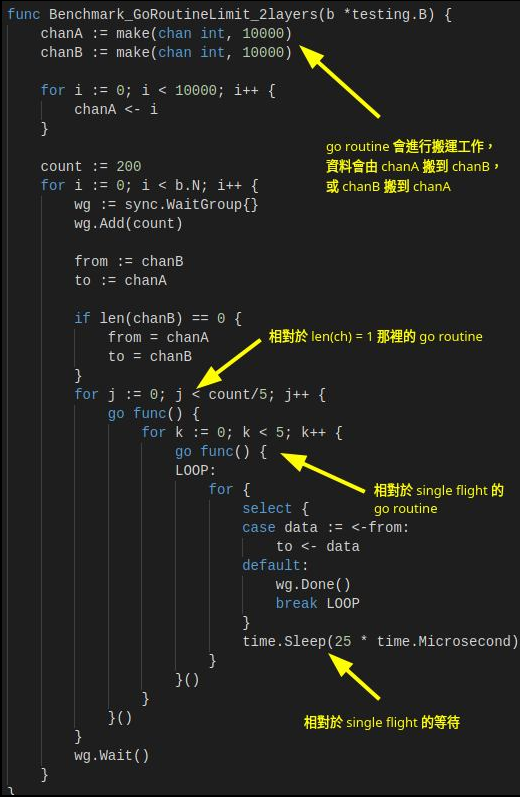 func Benchmark_GoRoutineLimit_2layers(b *testing.B) {
    chanA := make(chan int, 10000)
    chanB := make(chan int, 10000)
    for i := 0; i < 10000; i++ {
        chanA <- i
    }
go routine 會進行搬運工作，
資料會由 chanA 搬到 chanB，
或 chanB 搬到 chanA
    count := 200
    for i := 0; i < b.N; i++ {
        wg := sync.WaitGroup{}
        wg.Add(count)
        from := chanB
        to := chanA
        if len(chanB) == 0 {
            from = chanA
            to = chanB
        }
相對於 len(ch) = 1 那裡的 go routine
        for j := 0; j < count/5; j++ {
            go func() {
                for k := 0; k < 5; k++ {
                    go func() {
                    LOOP:
                        for {
                            select {
                            case data := <-from:
                                to <- data
                            default:
                                wg.Done()
                                break LOOP
                            }
相對於 single flight 的
go routine
                            time.Sleep(25 * time.Microsecond)
                        }
                    }()
                }
            }()
        }
相對於 single flight 的等待
        wg.Wait()
    }
}